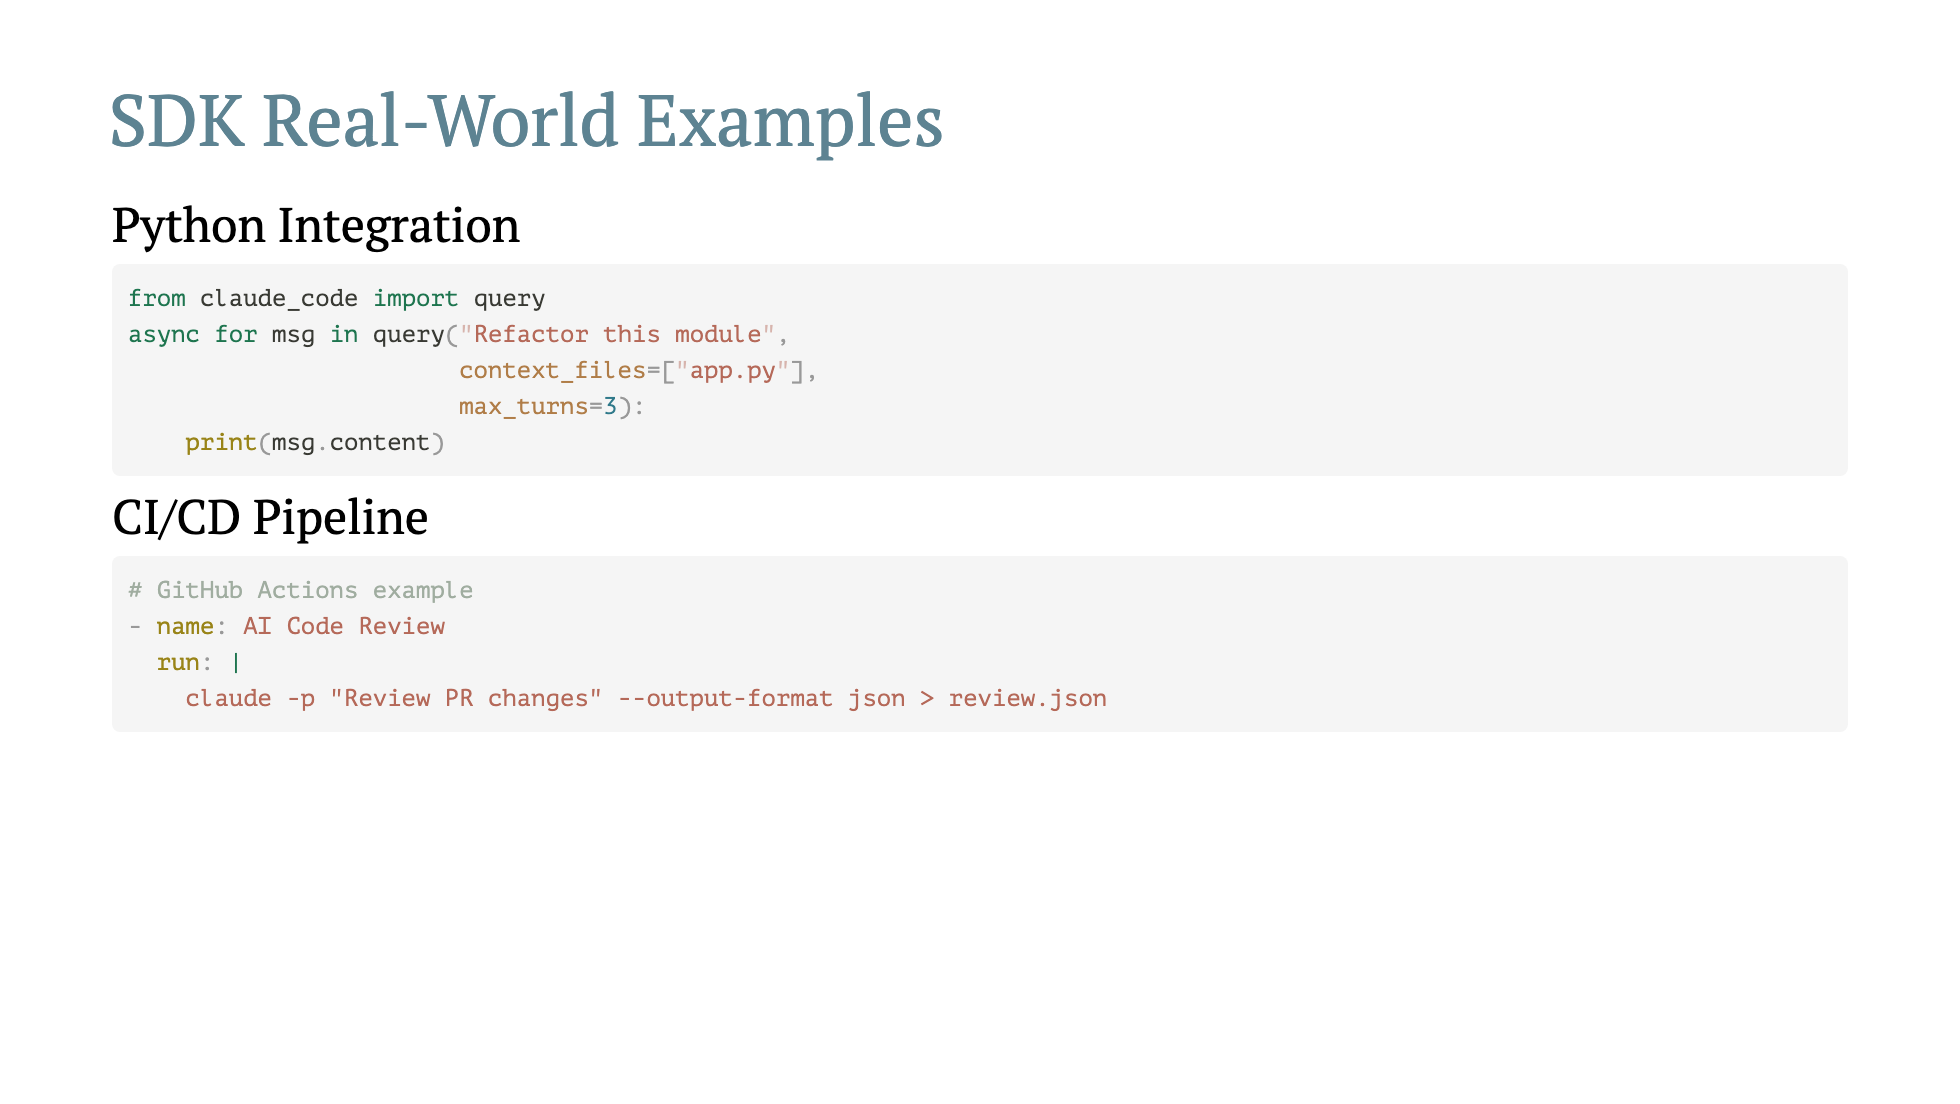 SDK Real-World Examples
Python Integration
from claude_code import query
async for msg in query("Refactor this module",
                       context_files=["app.py"],
                       max_turns=3):
    print(msg.content)
CI/CD Pipeline
# GitHub Actions example
- name: AI Code Review
  run: |
    claude -p "Review PR changes" --output-format json > review.json